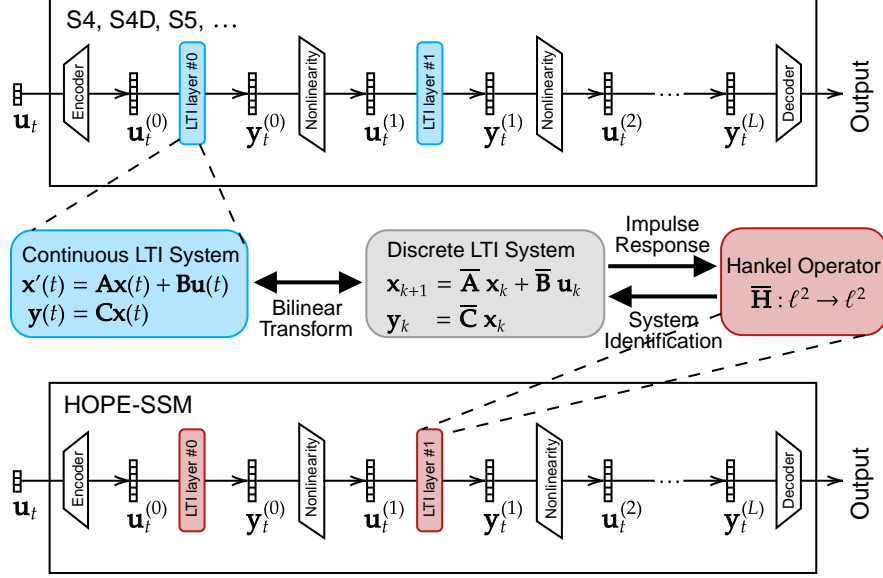 S4, S4D, S5, ...
Encoder
LTI layer #0
Nonlinearity
LTI layer #1
Nonlinearity
...
Decoder
Output
𝐮_t
𝐮_t^(0)
𝐲_t^(0)
𝐮_t^(1)
𝐲_t^(1)
𝐮_t^(2)
𝐲_t^(L)
Continuous LTI System
𝐱′(t) = 𝐀𝐱(t) + 𝐁𝐮(t)
𝐲(t) = 𝐂𝐱(t)
Bilinear
Transform
Discrete LTI System
𝐱_{k+1} = 𝐀̅ 𝐱_k + 𝐁̅ 𝐮_k
𝐲_k = 𝐂̅ 𝐱_k
Impulse
Response
System
Identification
Hankel Operator
𝐇̅ : ℓ² → ℓ²
HOPE-SSM
Encoder
LTI layer #0
Nonlinearity
LTI layer #1
Nonlinearity
...
Decoder
Output
𝐮_t
𝐮_t^(0)
𝐲_t^(0)
𝐮_t^(1)
𝐲_t^(1)
𝐮_t^(2)
𝐲_t^(L)